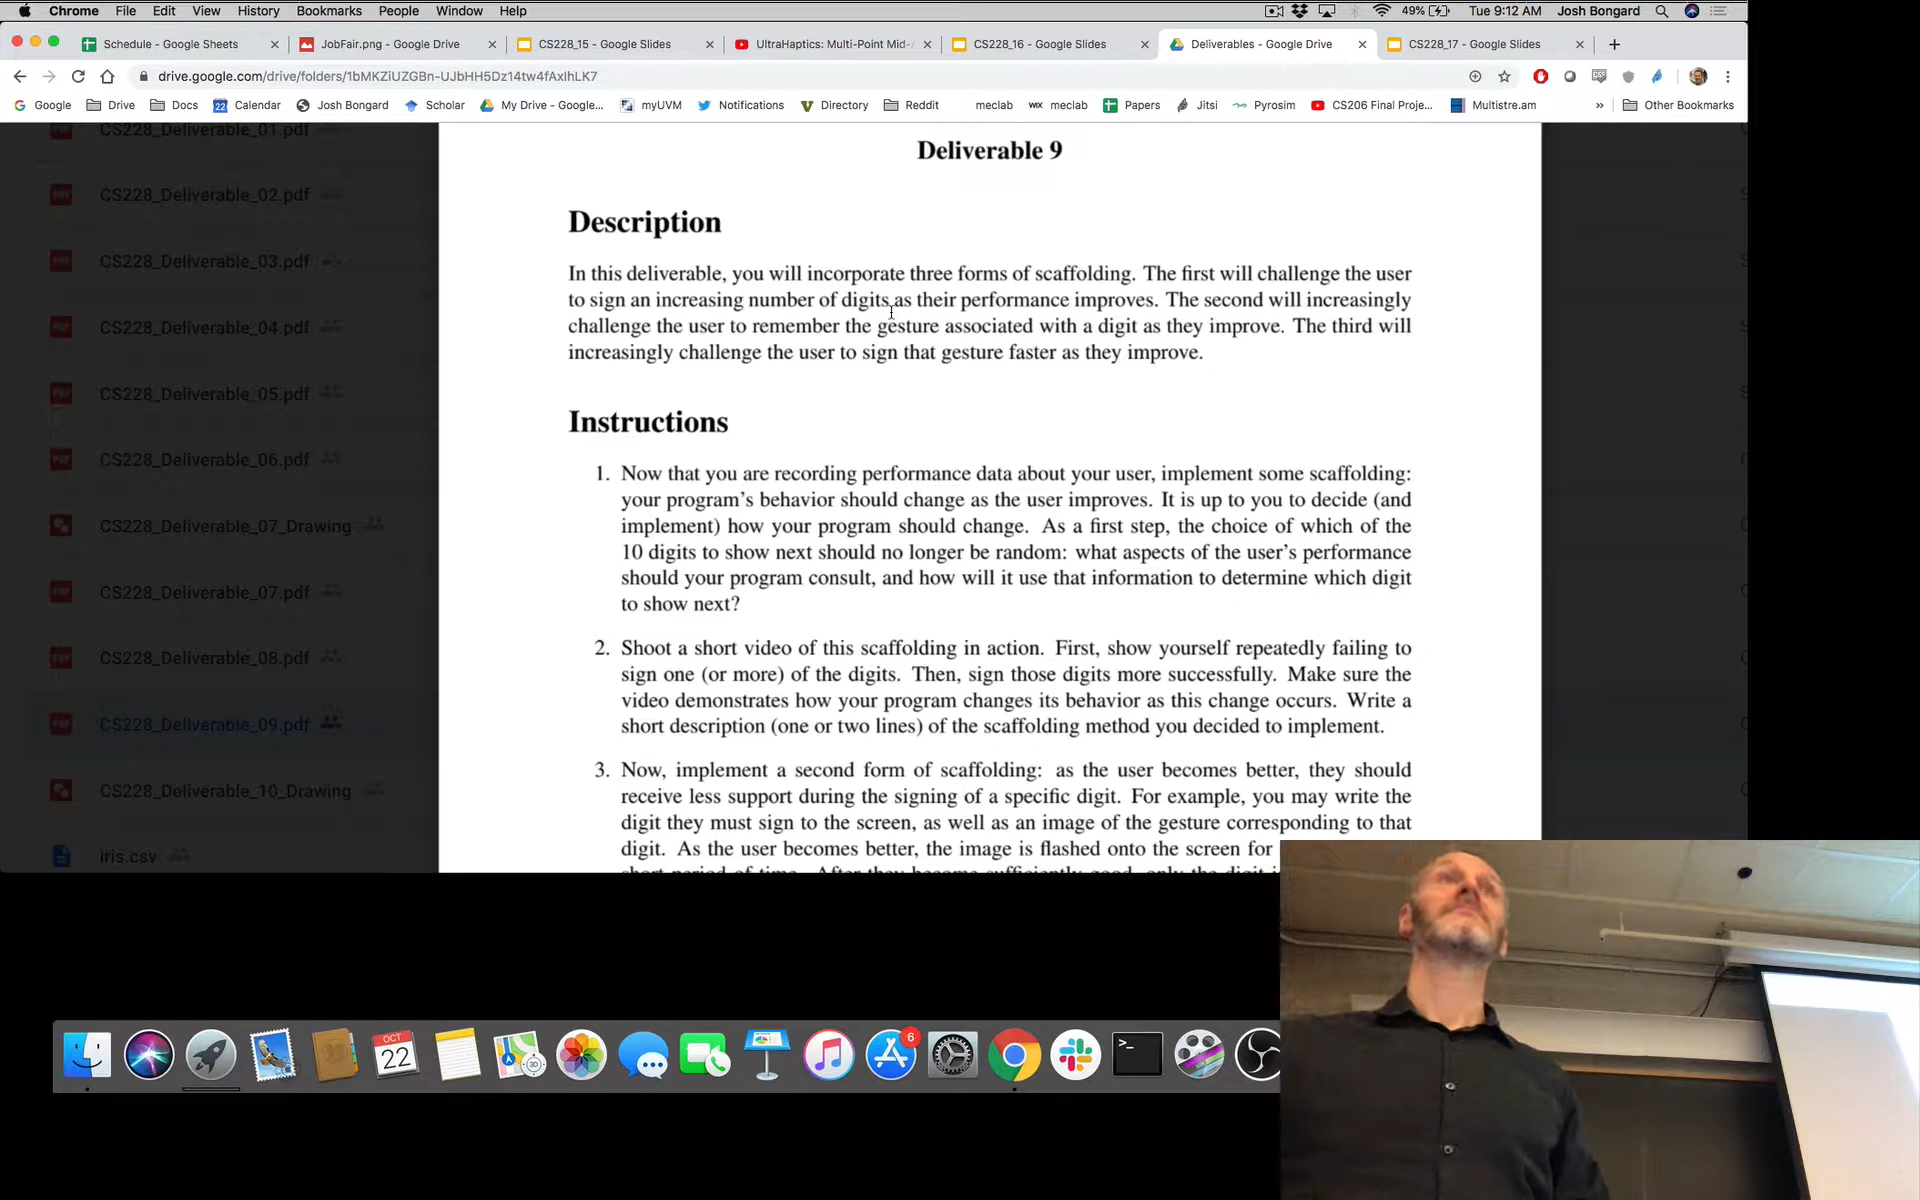 Chrome File Edit View History Bookmarks People Window Help 49% Tue 9:12 AM Josh Bongard
Schedule - Google Sheets JobFair.png - Google Drive CS228_15 - Google Slides UltraHaptics: Multi-Point Mid- CS228_16 - Google Slides Deliverables - Google Drive CS228_17 - Google Slides
drive.google.com/drive/folders/1bMKZiUZGBn-UJbHH5Dz14tw4fAxIhLK7
Google Drive Docs Calendar Josh Bongard Scholar My Drive - Google... myUVM Notifications Directory Reddit meclab WIX meclab Papers Jitsi Pyrosim CS206 Final Proje... Multistre.am » Other Bookmarks
CS228_Deliverable_01.pdf
CS228_Deliverable_02.pdf
CS228_Deliverable_03.pdf
CS228_Deliverable_04.pdf
CS228_Deliverable_05.pdf
CS228_Deliverable_06.pdf
CS228_Deliverable_07_Drawing
CS228_Deliverable_07.pdf
CS228_Deliverable_08.pdf
CS228_Deliverable_09.pdf
CS228_Deliverable_10_Drawing
iris.csv
Deliverable 9
Description
In this deliverable, you will incorporate three forms of scaffolding. The first will challenge the user
to sign an increasing number of digits as their performance improves. The second will increasingly
challenge the user to remember the gesture associated with a digit as they improve. The third will
increasingly challenge the user to sign that gesture faster as they improve.
Instructions
1. Now that you are recording performance data about your user, implement some scaffolding:
your program's behavior should change as the user improves. It is up to you to decide (and
implement) how your program should change. As a first step, the choice of which of the
10 digits to show next should no longer be random: what aspects of the user's performance
should your program consult, and how will it use that information to determine which digit
to show next?
2. Shoot a short video of this scaffolding in action. First, show yourself repeatedly failing to
sign one (or more) of the digits. Then, sign those digits more successfully. Make sure the
video demonstrates how your program changes its behavior as this change occurs. Write a
short description (one or two lines) of the scaffolding method you decided to implement.
3. Now, implement a second form of scaffolding: as the user becomes better, they should
receive less support during the signing of a specific digit. For example, you may write the
digit they must sign to the screen, as well as an image of the gesture corresponding to that
digit. As the user becomes better, the image is flashed onto the screen for
short period of time. After they become sufficiently good, only the digit i
OCT
22
6